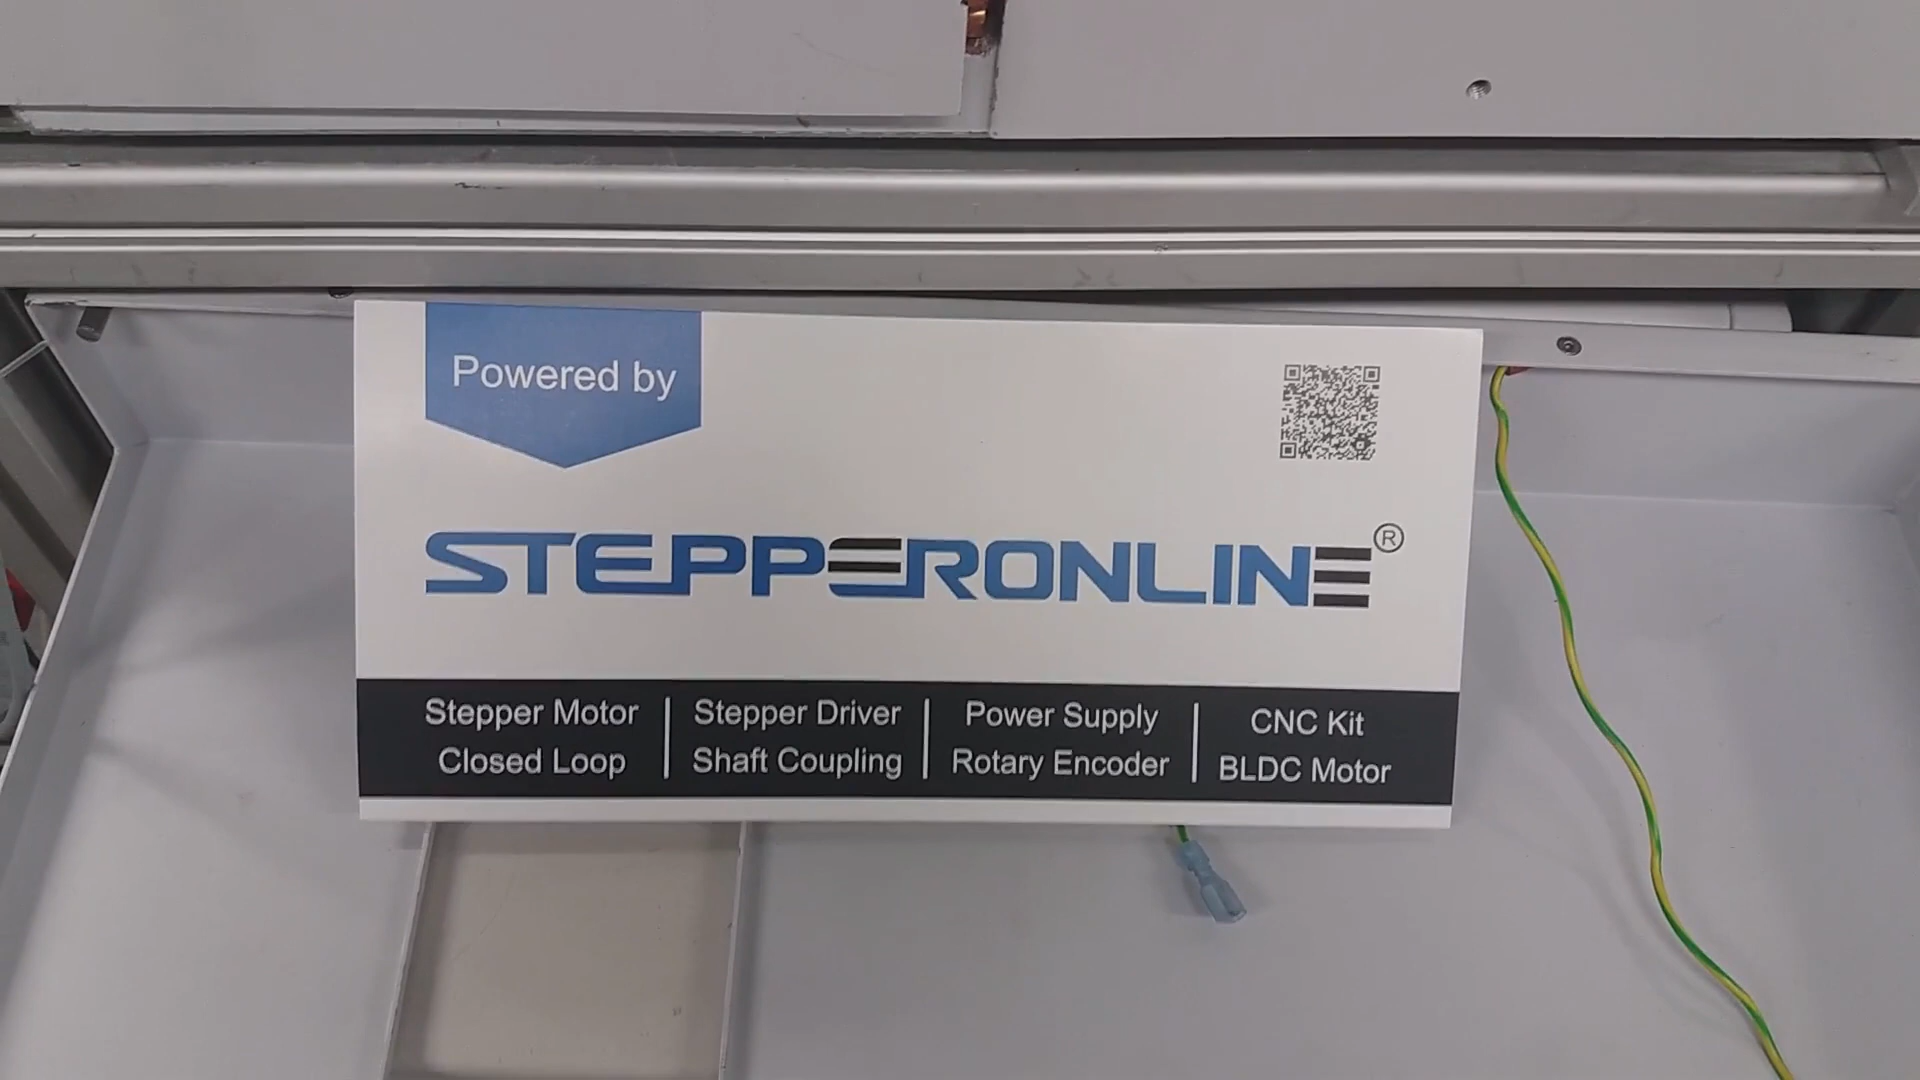 Powered by
STEPPERONLINE®
Stepper Motor | Stepper Driver | Power Supply | CNC Kit
Closed Loop | Shaft Coupling | Rotary Encoder | BLDC Motor